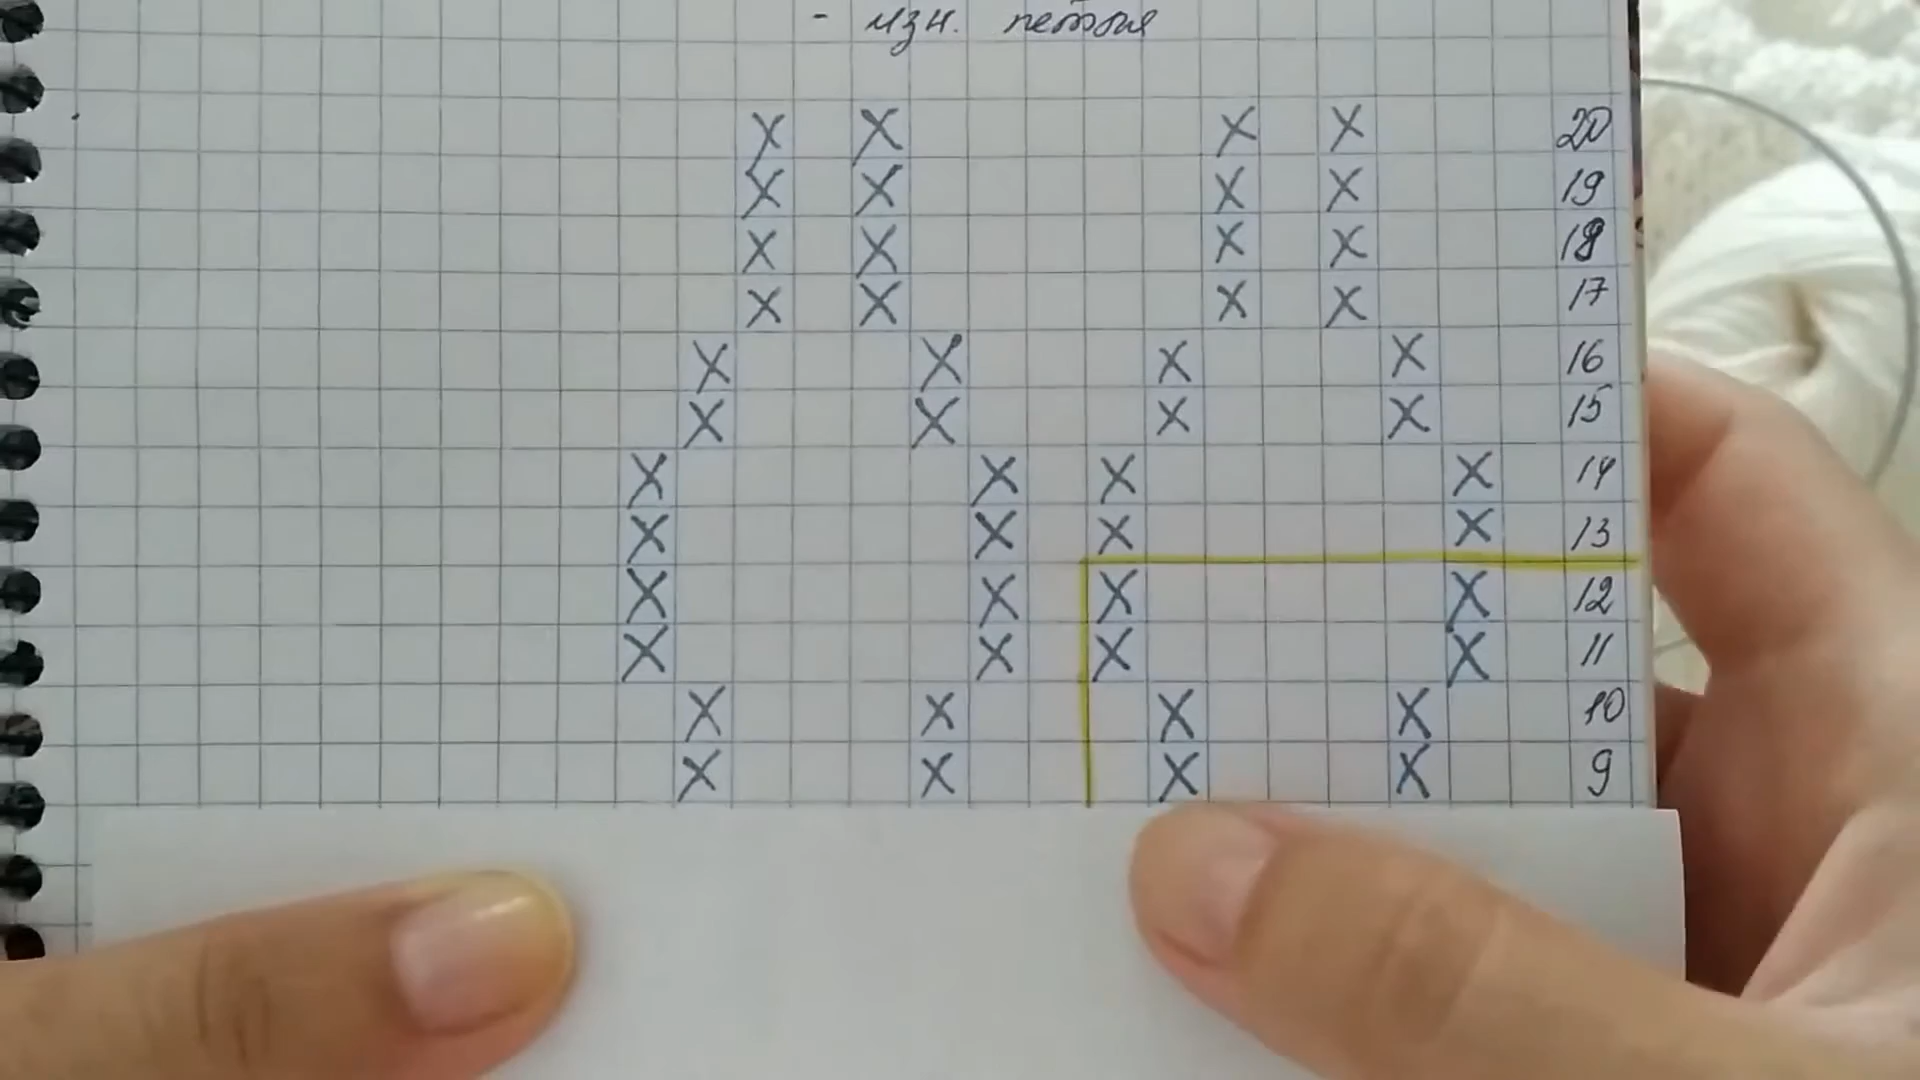 - изн. петля
X X X X 20
X X X X 19
X X X X 18
X X X X 17
X X X X 16
X X X X 15
X X X X 14
X X X X 13
X X X X 12
X X X X 11
X X X X 10
X X X X 9